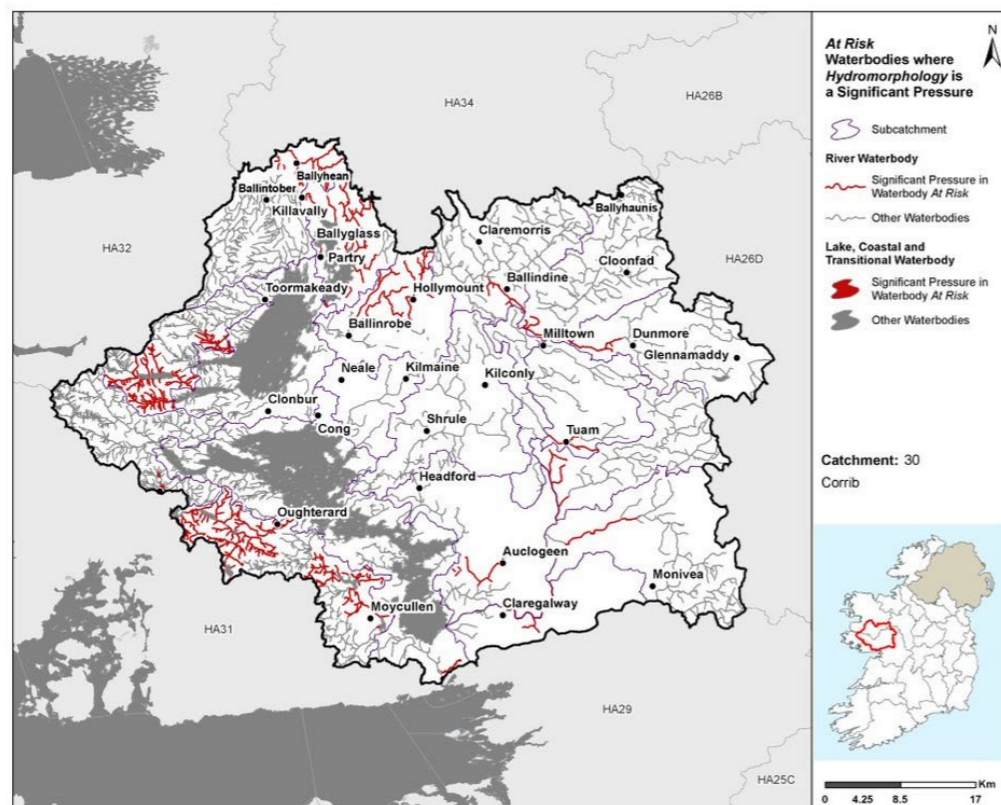 HA34
HA26B
HA32
HA26D
HA31
HA29
HA25C
Ballyhean
Ballintober
Killavally
Ballyglass
Partry
Toormakeady
Hollymount
Ballinrobe
Claremorris
Ballyhaunis
Cloonfad
Ballindine
Milltown
Dunmore
Glennamaddy
Neale
Kilmaine
Kilconly
Clonbur
Cong
Shrule
Tuam
Headford
Oughterard
Auclogeen
Monivea
Moycullen
Claregalway
N
At Risk
Waterbodies where
Hydromorphology is
a Significant Pressure
Subcatchment
River Waterbody
Significant Pressure in
Waterbody At Risk
Other Waterbodies
Lake, Coastal and
Transitional Waterbody
Significant Pressure in
Waterbody At Risk
Other Waterbodies
Catchment: 30
Corrib
Km
0 4.25 8.5 17